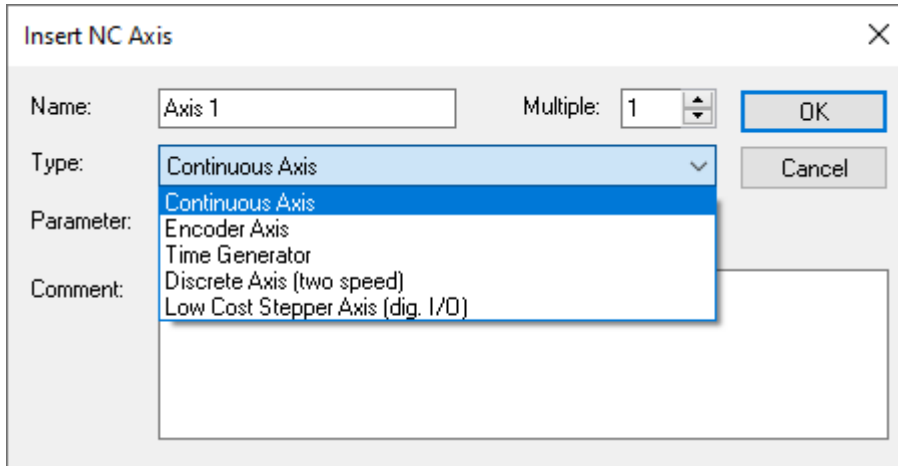 Insert NC Axis
Name: Axis 1 Multiple: 1 OK
Type: Continuous Axis Cancel
Continuous Axis
Parameter:
Encoder Axis
Time Generator
Discrete Axis (two speed)
Comment:
Low Cost Stepper Axis (dig. I/O)